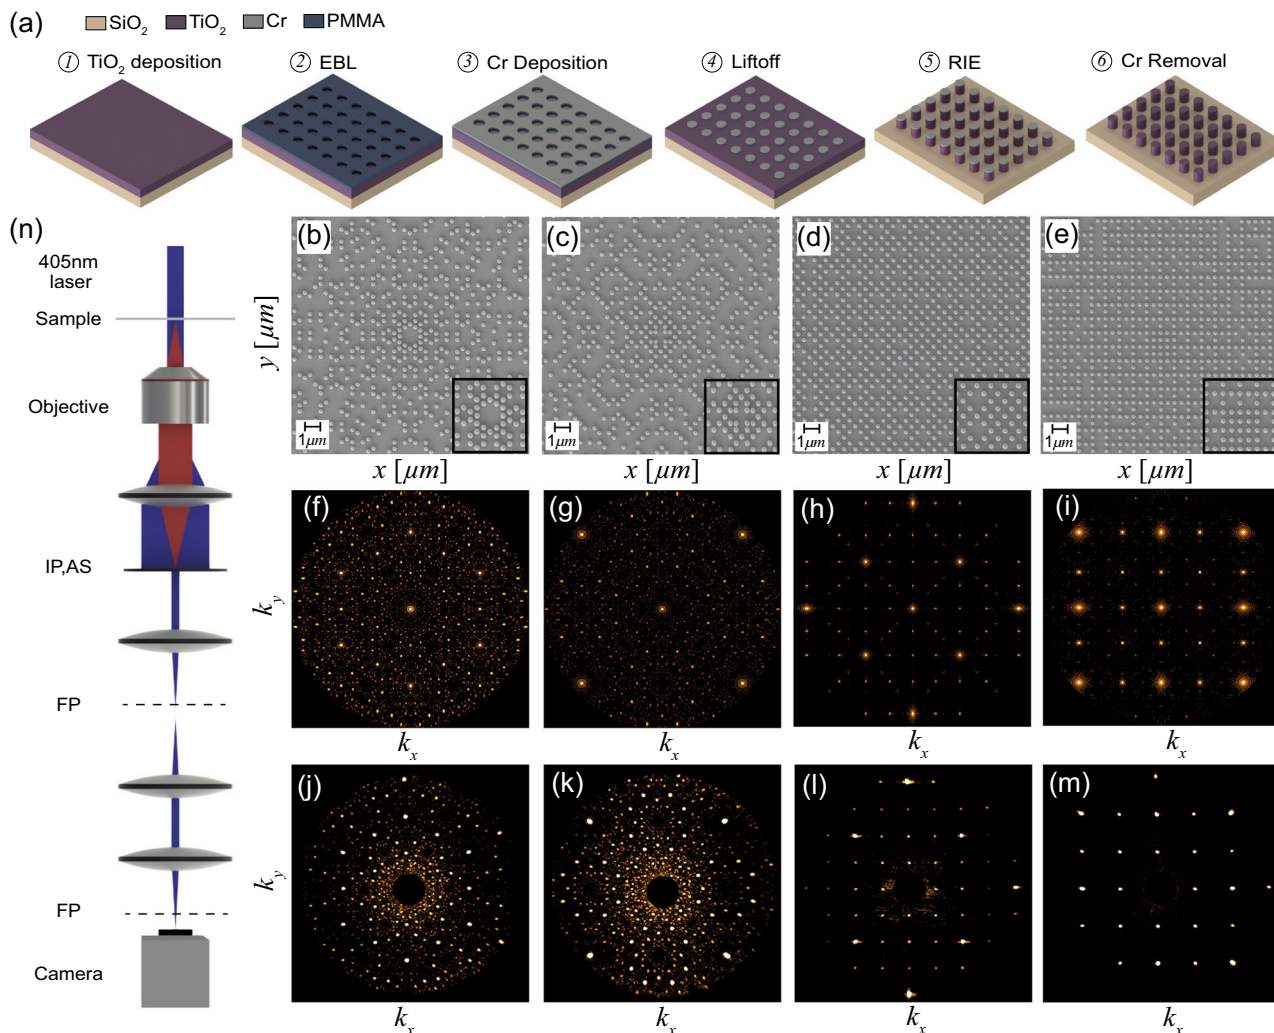 (a)
SiO2 TiO2 Cr PMMA
1 TiO2 deposition
2 EBL
3 Cr Deposition
4 Liftoff
5 RIE
6 Cr Removal
(n)
405nm
laser
Sample
Objective
IP,AS
FP
FP
Camera
(b)
(c)
(d)
(e)
y [μm]
1μm
1μm
1μm
1μm
x [μm]
x [μm]
x [μm]
x [μm]
(f)
(g)
(h)
(i)
ky
kx
kx
kx
kx
(j)
(k)
(l)
(m)
ky
kx
kx
kx
kx